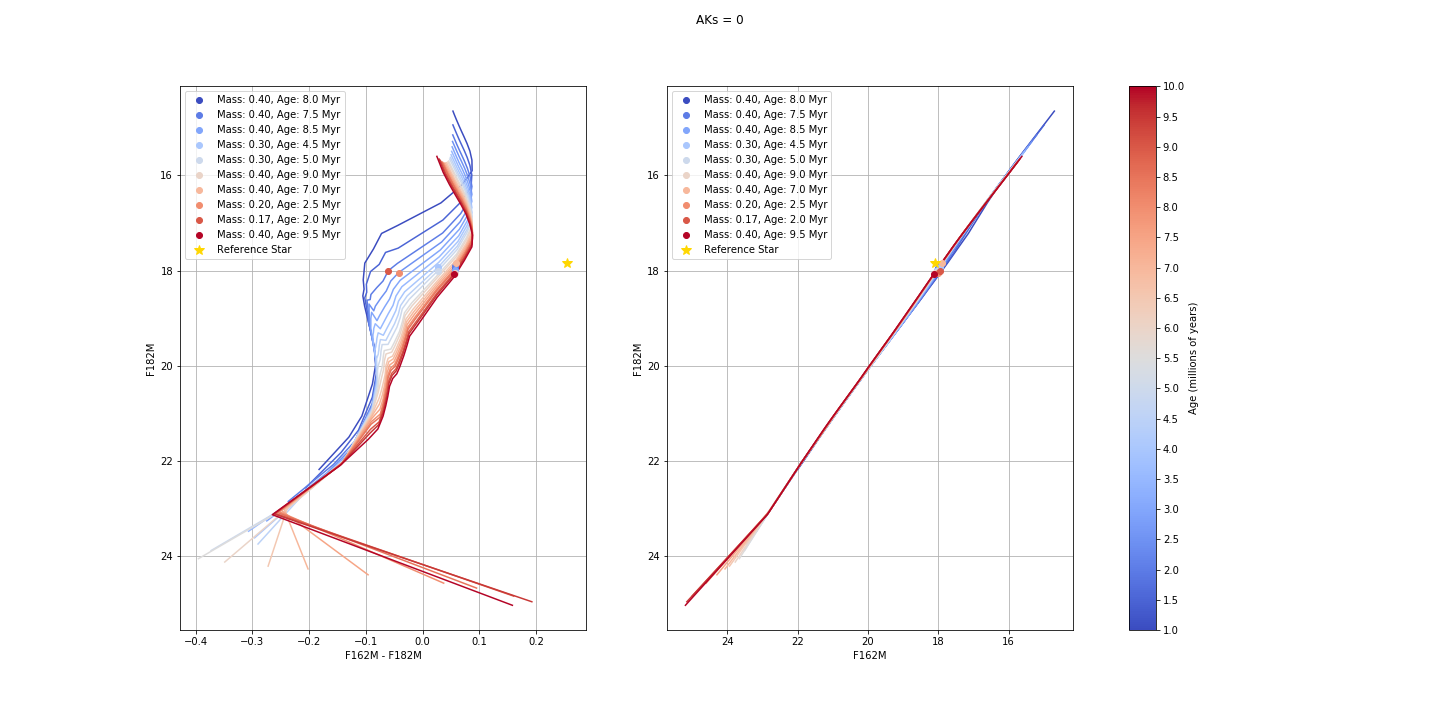 AKs = 0
Mass: 0.40, Age: 8.0 Myr
Mass: 0.40, Age: 7.5 Myr
Mass: 0.40, Age: 8.5 Myr
Mass: 0.30, Age: 4.5 Myr
Mass: 0.30, Age: 5.0 Myr
Mass: 0.40, Age: 9.0 Myr
Mass: 0.40, Age: 7.0 Myr
Mass: 0.20, Age: 2.5 Myr
Mass: 0.17, Age: 2.0 Myr
Mass: 0.40, Age: 9.5 Myr
Reference Star
16
18
20
22
24
F182M
−0.4
−0.3
−0.2
−0.1
0.0
0.1
0.2
F162M - F182M
Mass: 0.40, Age: 8.0 Myr
Mass: 0.40, Age: 7.5 Myr
Mass: 0.40, Age: 8.5 Myr
Mass: 0.30, Age: 4.5 Myr
Mass: 0.30, Age: 5.0 Myr
Mass: 0.40, Age: 9.0 Myr
Mass: 0.40, Age: 7.0 Myr
Mass: 0.20, Age: 2.5 Myr
Mass: 0.17, Age: 2.0 Myr
Mass: 0.40, Age: 9.5 Myr
Reference Star
16
18
20
22
24
F182M
24
22
20
18
16
F162M
10.0
9.5
9.0
8.5
8.0
7.5
7.0
6.5
6.0
5.5
5.0
4.5
4.0
3.5
3.0
2.5
2.0
1.5
1.0
Age (millions of years)